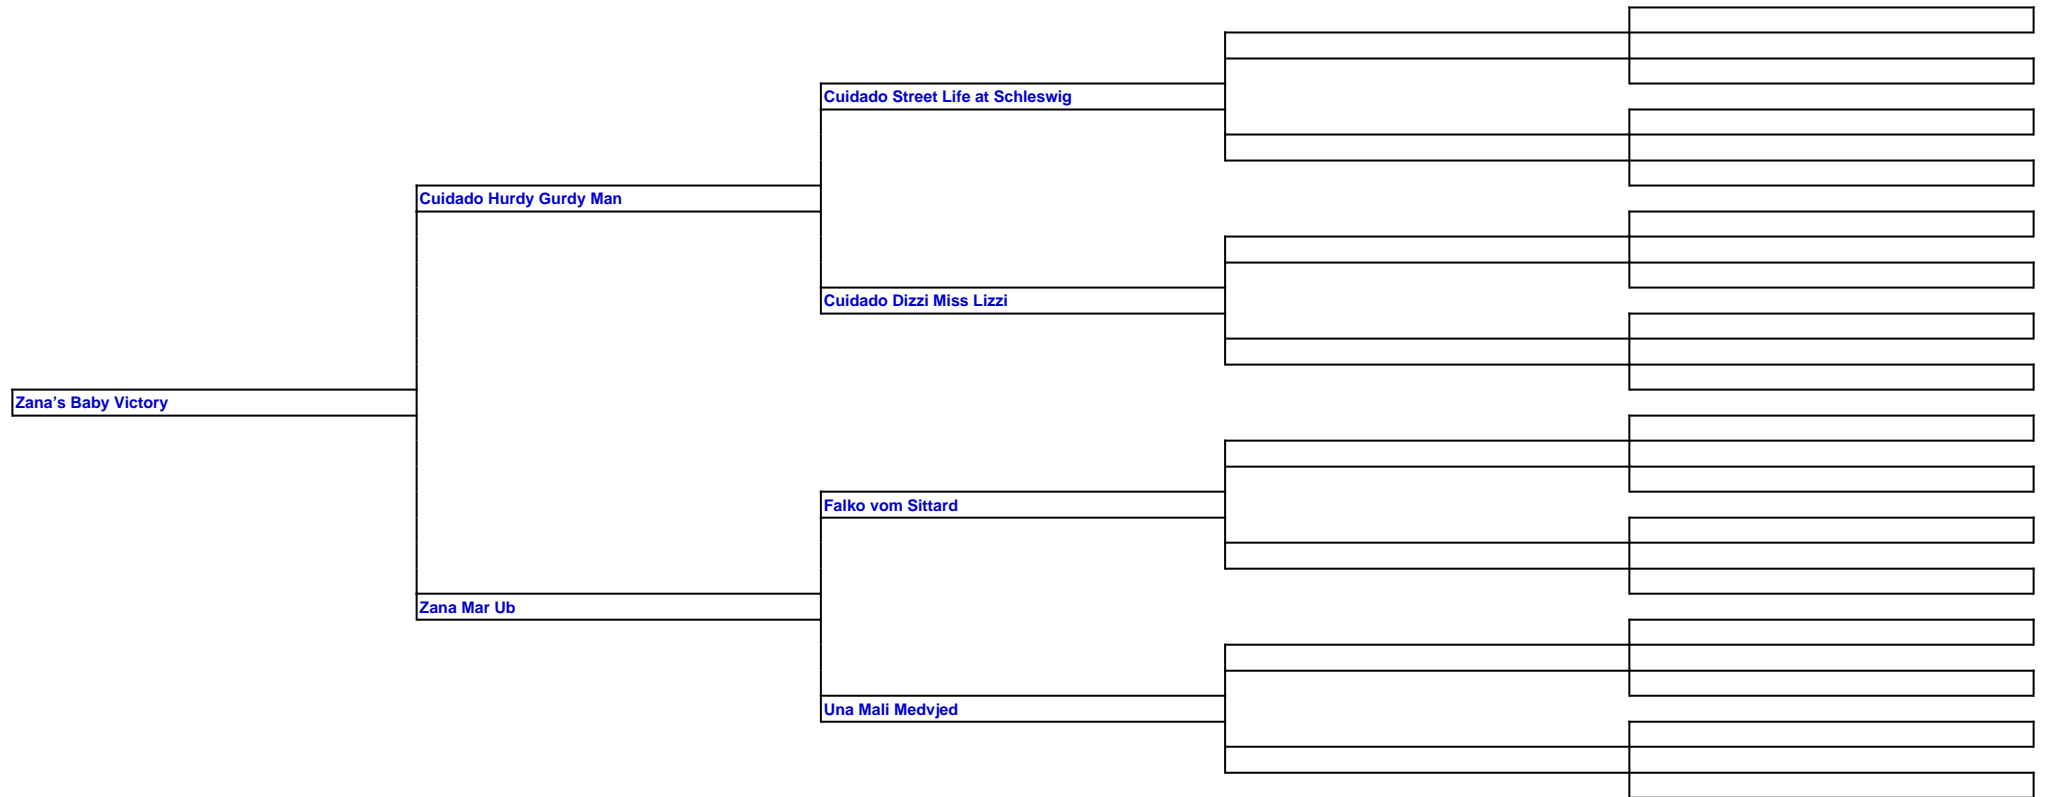 Cuidado Street Life at Schleswig
Cuidado Hurdy Gurdy Man
Cuidado Dizzi Miss Lizzi
Zana’s Baby Victory
Falko vom Sittard
Zana Mar Ub
Una Mali Medvjed